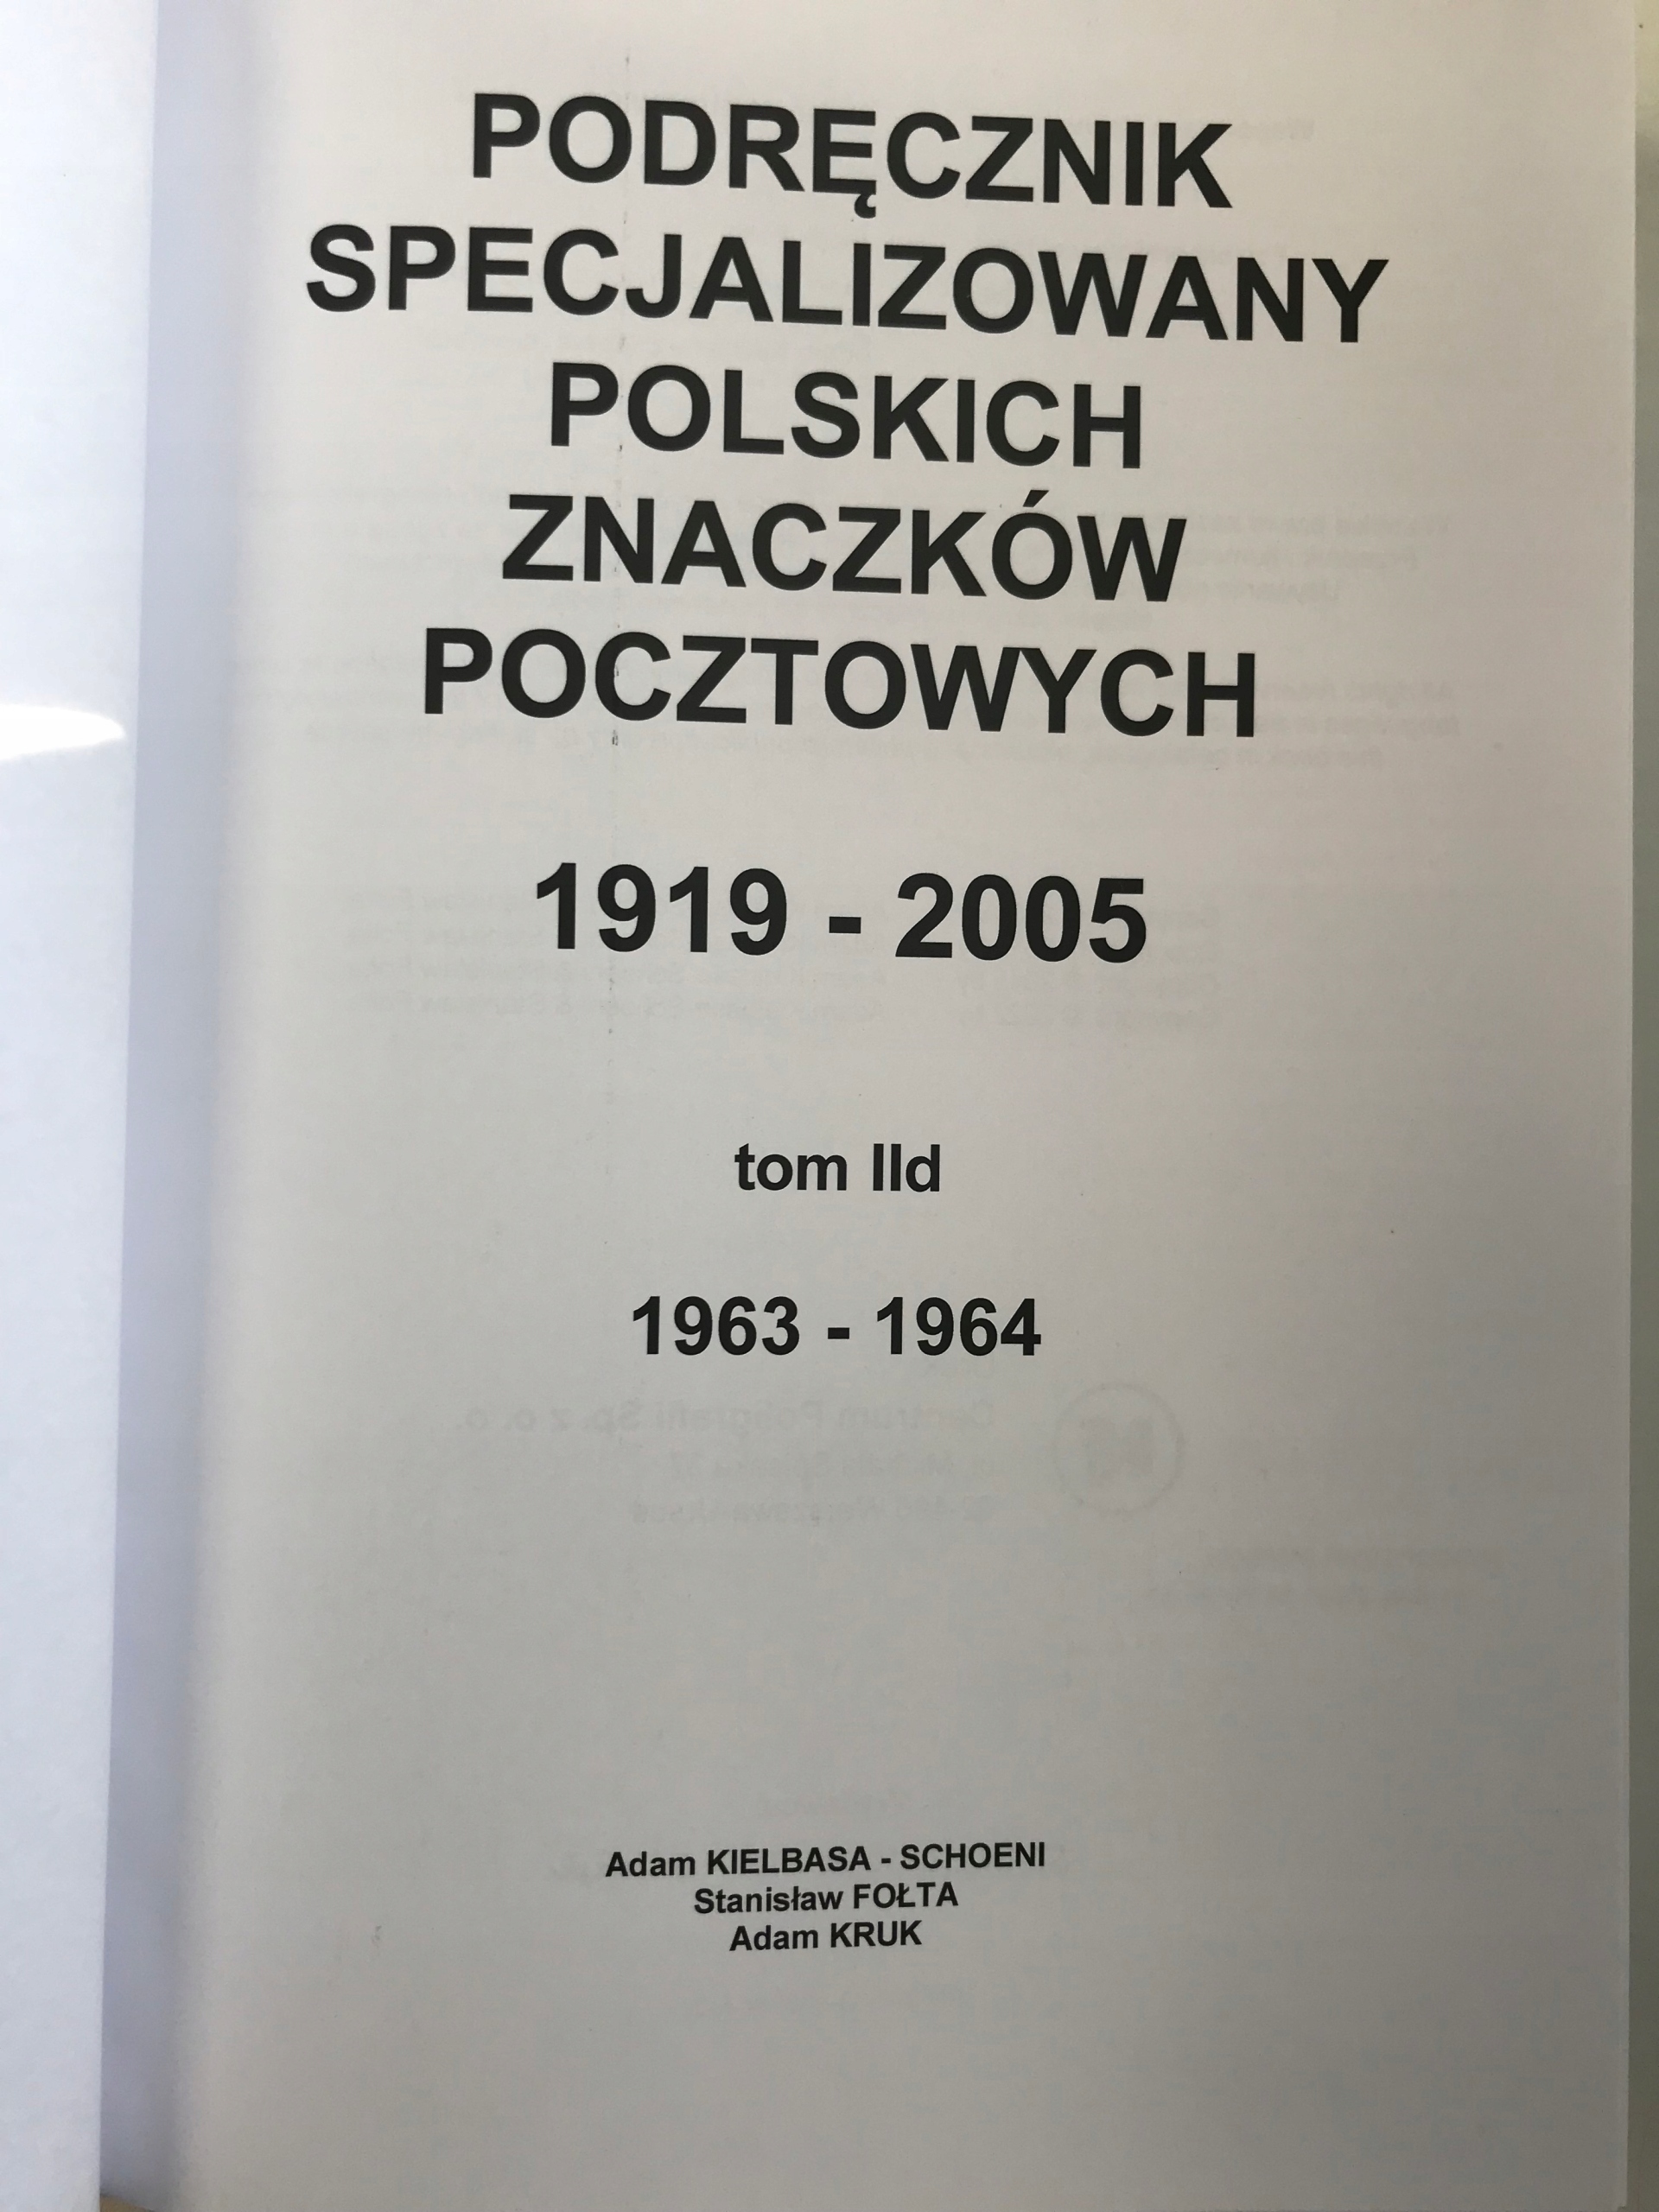 PODRĘCZNIK
SPECJALIZOWANY
POLSKICH
ZNACZKÓW
POCZTOWYCH
1919 - 2005
tom IId
1963 - 1964
Adam KIELBASA - SCHOENI
Stanisław FOŁTA
Adam KRUK